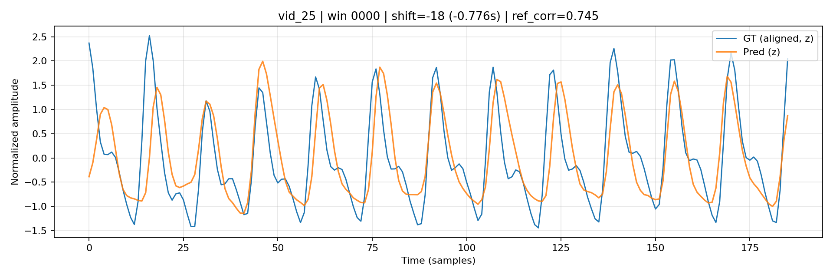 vid_25 | win 0000 | shift=-18 (-0.776s) | ref_corr=0.745
GT (aligned, z)
Pred (z)
Normalized amplitude
2.5
2.0
1.5
1.0
0.5
0.0
−0.5
−1.0
−1.5
0 25 50 75 100 125 150 175
Time (samples)